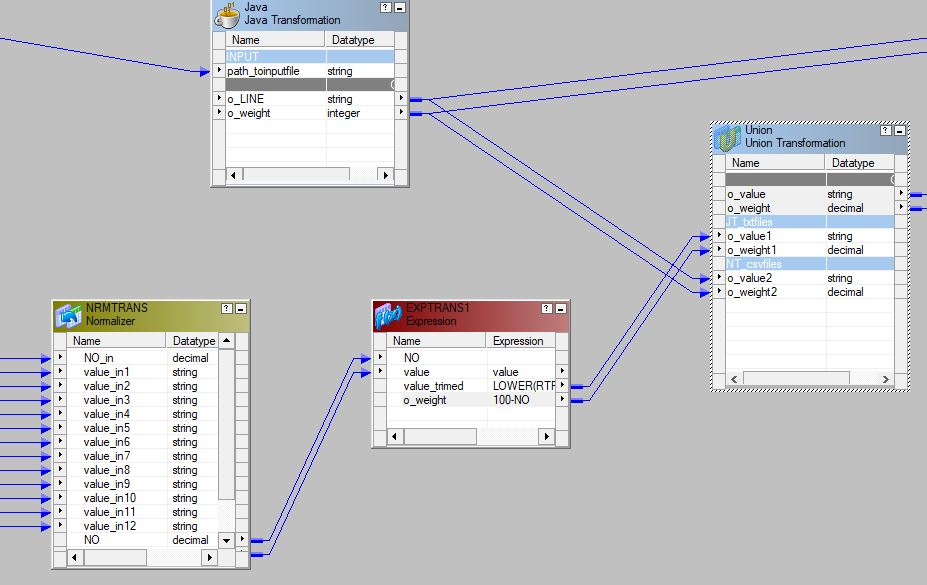 Java
Java Transformation
Name Datatype
INPUT
path_toinputfile string
o_LINE string
o_weight integer
Union
Union Transformation
Name Datatype
o_value string
o_weight decimal
JT_txtfiles
o_value1 string
o_weight1 decimal
NT_csvfiles
o_value2 string
o_weight2 decimal
NRMTRANS
Normalizer
Name Datatype
NO_in decimal
value_in1 string
value_in2 string
value_in3 string
value_in4 string
value_in5 string
value_in6 string
value_in7 string
value_in8 string
value_in9 string
value_in10 string
value_in11 string
value_in12 string
NO decimal
EXPTRANS1
Expression
Name Expression
NO
value value
value_trimed LOWER(RTF
o_weight 100-NO